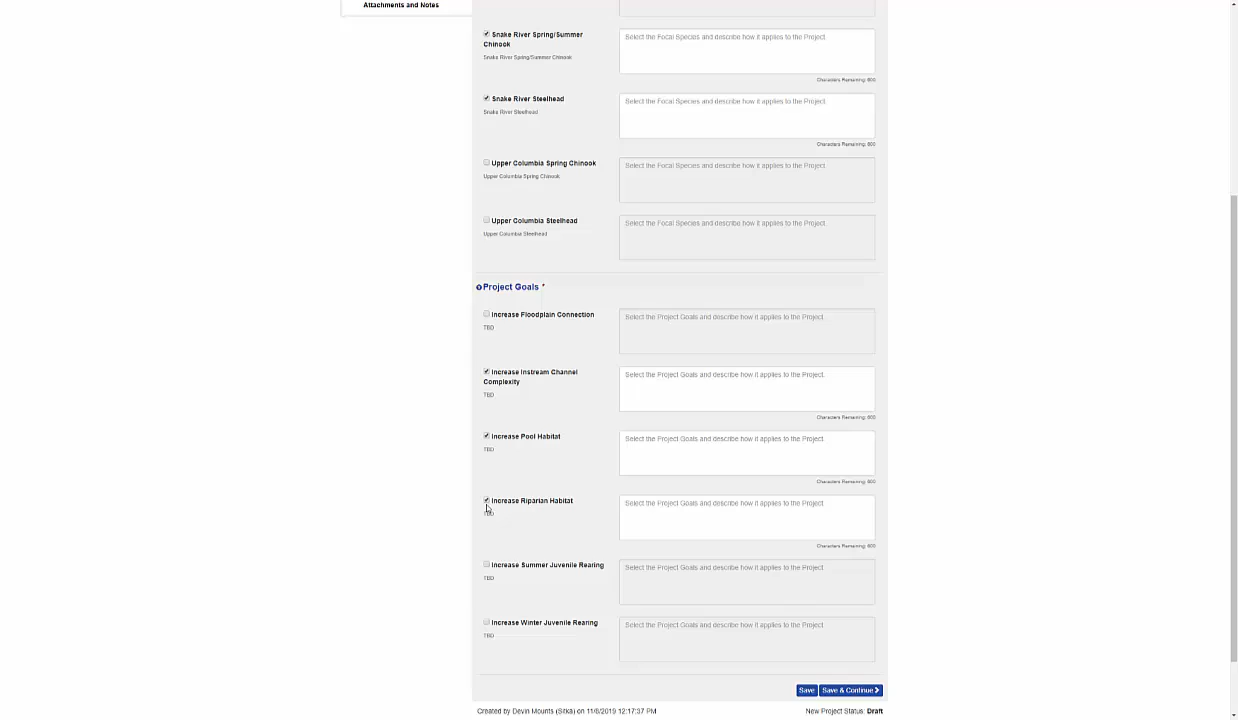 Attachments and Notes
Snake River Spring/Summer
Chinook
Snake River Spring/Summer Chinook
Select the Focal Species and describe how it applies to the Project.
Characters Remaining: 600
Snake River Steelhead
Snake River Steelhead
Select the Focal Species and describe how it applies to the Project.
Characters Remaining: 600
Upper Columbia Spring Chinook
Upper Columbia Spring Chinook
Select the Focal Species and describe how it applies to the Project.
Upper Columbia Steelhead
Upper Columbia Steelhead
Select the Focal Species and describe how it applies to the Project.
Project Goals *
Increase Floodplain Connection
TBD
Select the Project Goals and describe how it applies to the Project.
Increase Instream Channel
Complexity
TBD
Select the Project Goals and describe how it applies to the Project.
Characters Remaining: 600
Increase Pool Habitat
TBD
Select the Project Goals and describe how it applies to the Project.
Characters Remaining: 600
Increase Riparian Habitat
TBD
Select the Project Goals and describe how it applies to the Project.
Characters Remaining: 600
Increase Summer Juvenile Rearing
TBD
Select the Project Goals and describe how it applies to the Project.
Increase Winter Juvenile Rearing
TBD
Select the Project Goals and describe how it applies to the Project.
Save
Save & Continue
Created by Devin Mounts (Sitka) on 11/6/2019 12:17:37 PM
New Project Status: Draft